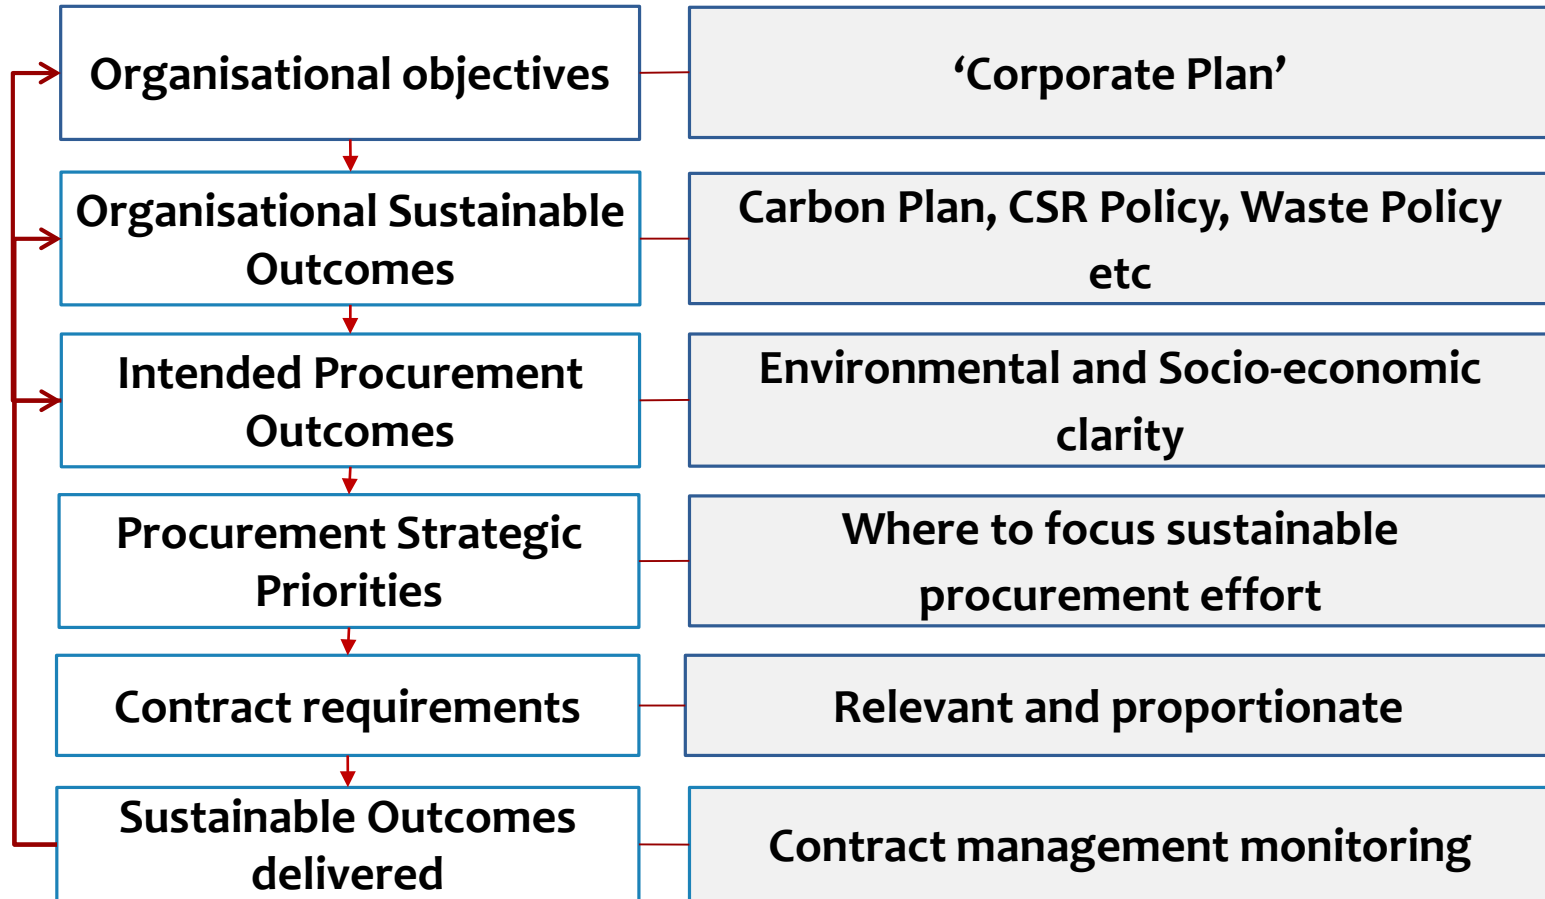 Organisational objectives
‘Corporate Plan’
Organisational Sustainable
Outcomes
Carbon Plan, CSR Policy, Waste Policy
etc
Intended Procurement
Outcomes
Environmental and Socio-economic
clarity
Procurement Strategic
Priorities
Where to focus sustainable
procurement effort
Contract requirements
Relevant and proportionate
Sustainable Outcomes
delivered
Contract management monitoring